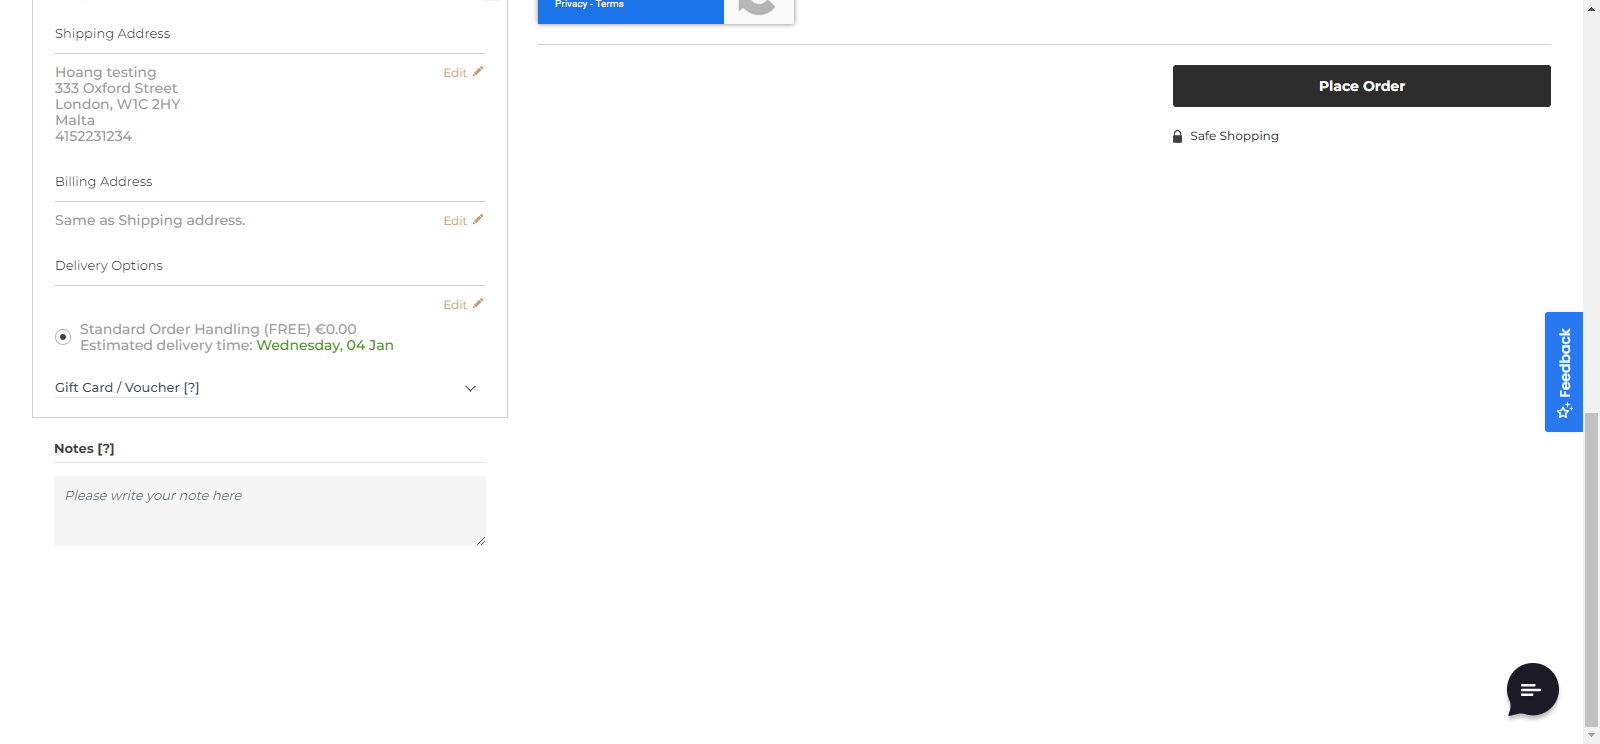 Privacy - Terms
Shipping Address
Hoang testing
Edit
333 Oxford Street
London, W1C 2HY
Malta
4152231234
Billing Address
Same as Shipping address.
Edit
Delivery Options
Edit
Standard Order Handling (FREE) €0.00
Estimated delivery time: Wednesday, 04 Jan
Gift Card / Voucher [?]
Notes [?]
Please write your note here
Place Order
Safe Shopping
Feedback